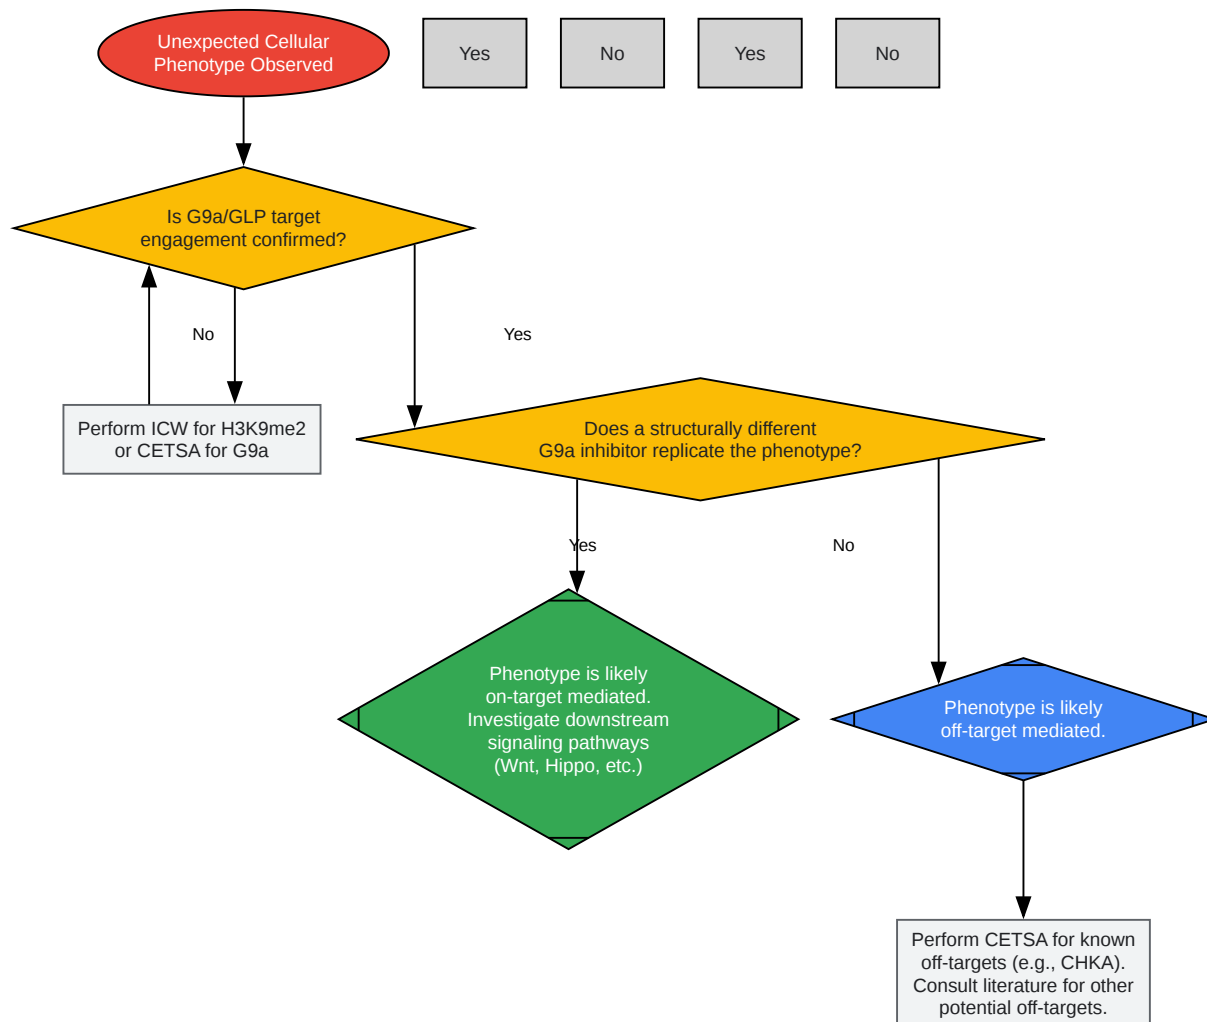 Unexpected Cellular
Phenotype Observed
Yes
No
Yes
No
Is G9a/GLP target
engagement confirmed?
No
Yes
Perform ICW for H3K9me2
or CETSA for G9a
Does a structurally different
G9a inhibitor replicate the phenotype?
Yes
No
Phenotype is likely
on-target mediated.
Investigate downstream
signaling pathways
(Wnt, Hippo, etc.)
Phenotype is likely
off-target mediated.
Perform CETSA for known
off-targets (e.g., CHKA).
Consult literature for other
potential off-targets.